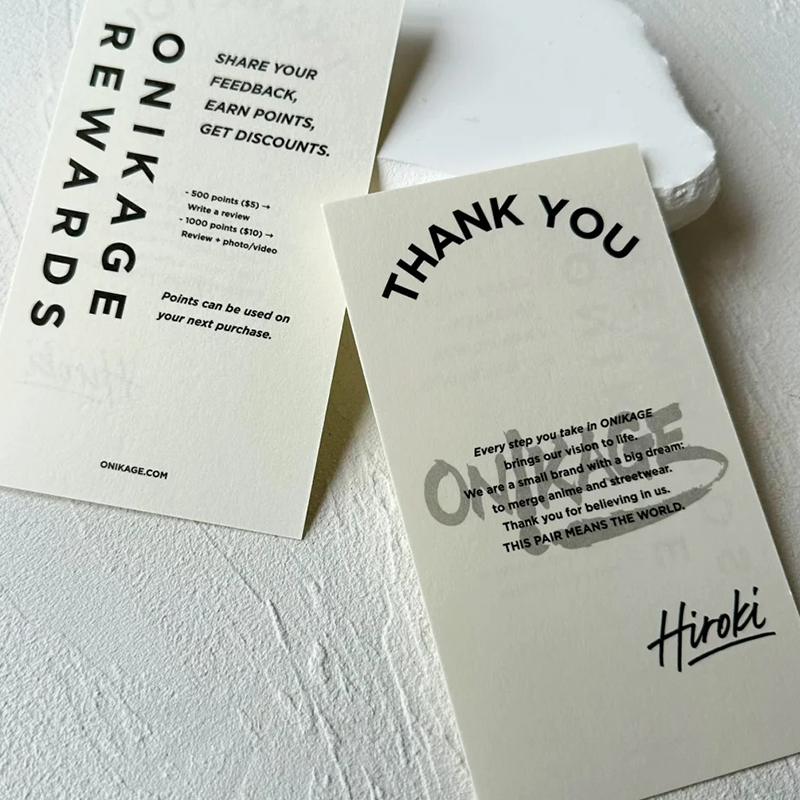 ONIKAGE
REWARDS
SHARE YOUR
FEEDBACK,
EARN POINTS,
GET DISCOUNTS.
- 500 points ($5) →
Write a review
- 1000 points ($10) →
Review + photo/video
Points can be used on
your next purchase.
ONIKAGE.COM
THANK YOU
ONIKAGE
Every step you take in ONIKAGE
brings our vision to life.
We are a small brand with a big dream:
to merge anime and streetwear.
Thank you for believing in us.
THIS PAIR MEANS THE WORLD.
Hiroki